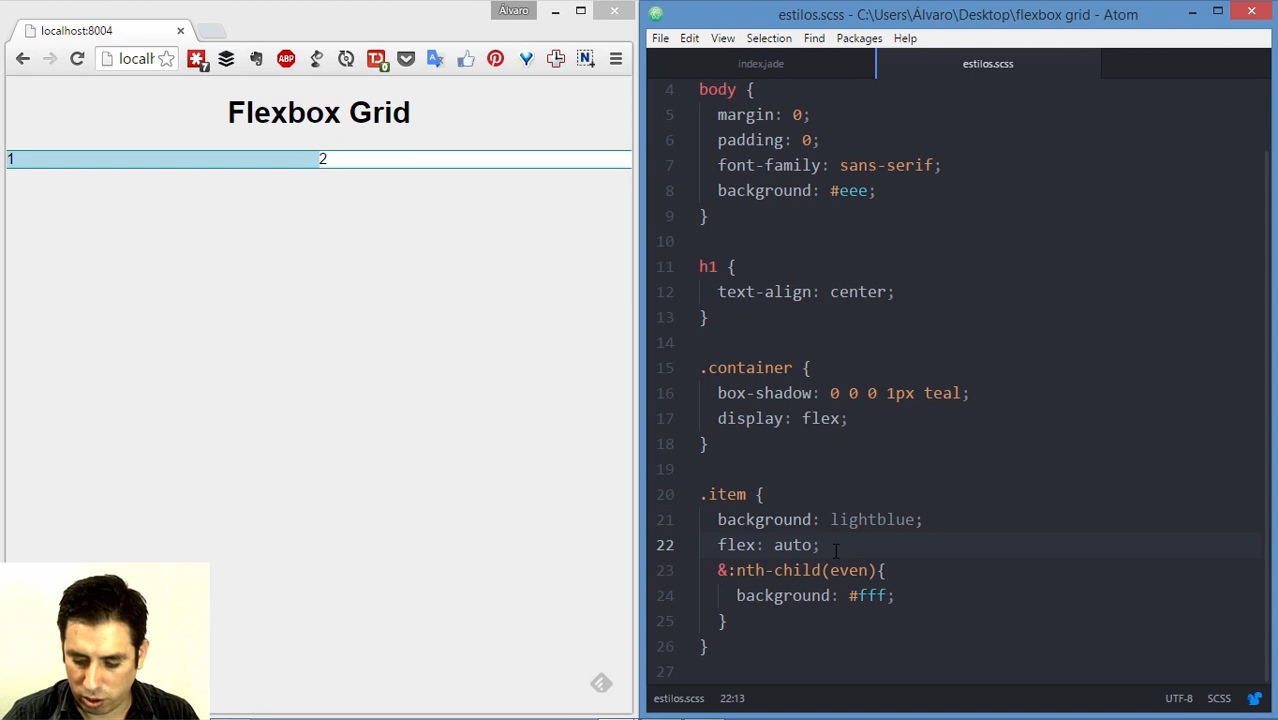 Álvaro
estilos.scss - C:\Users\Álvaro\Desktop\flexbox grid - Atom
localhost:8004
File Edit View Selection Find Packages Help
localh
7
ABP
0
index.jade
estilos.scss
Flexbox Grid
1
2
4 body {
5 margin: 0;
6 padding: 0;
7 font-family: sans-serif;
8 background: #eee;
9 }
10
11 h1 {
12 text-align: center;
13 }
14
15 .container {
16 box-shadow: 0 0 0 1px teal;
17 display: flex;
18 }
19
20 .item {
21 background: lightblue;
22 flex: auto;
23 &:nth-child(even){
24 background: #fff;
25 }
26 }
27
estilos.scss 22:13
UTF-8 SCSS